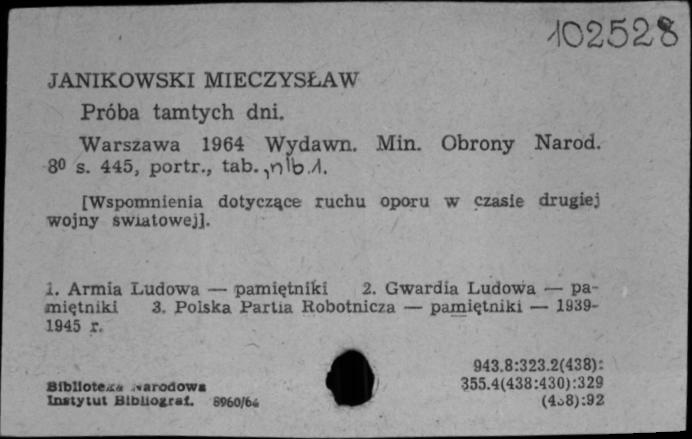 102528
JANIKOWSKI MIECZYSŁAW
Próba tamtych dni.
Warszawa 1964 Wydawn. Min. Obrony Narod.
8⁰ s. 445, portr., tab., nlb.1.
[Wspomnienia dotyczące ruchu oporu w czasie drugiej
wojny światowej].
1. Armia Ludowa — pamiętniki 2. Gwardia Ludowa — pa-
miętniki 3. Polska Partia Robotnicza — pamiętniki — 1939-
1945 r.
943.8:323.2(438):
Biblioteka Narodowa 355.4(438:430):329
Instytut Bibliograf. 8960/64 (438):92